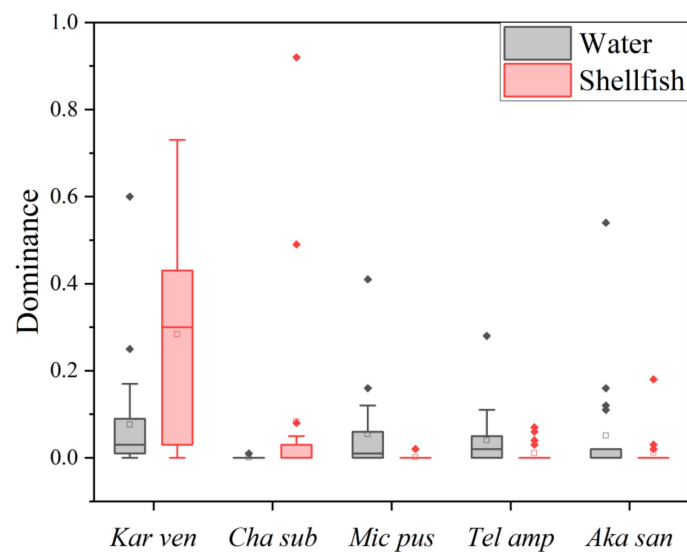 Dominance
1.0
0.8
0.6
0.4
0.2
0.0
Water
Shellfish
Kar ven
Cha sub
Mic pus
Tel amp
Aka san